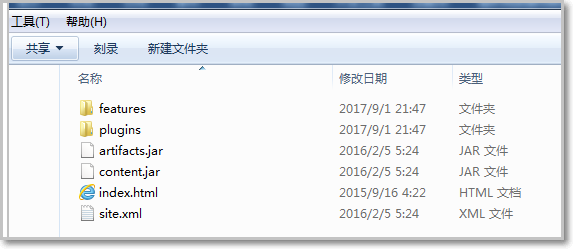 工具(T) 帮助(H)
共享 刻录 新建文件夹
名称 修改日期 类型
features 2017/9/1 21:47 文件夹
plugins 2017/9/1 21:47 文件夹
artifacts.jar 2016/2/5 5:24 JAR 文件
content.jar 2016/2/5 5:24 JAR 文件
index.html 2015/9/16 4:22 HTML 文档
site.xml 2016/2/5 5:24 XML 文件